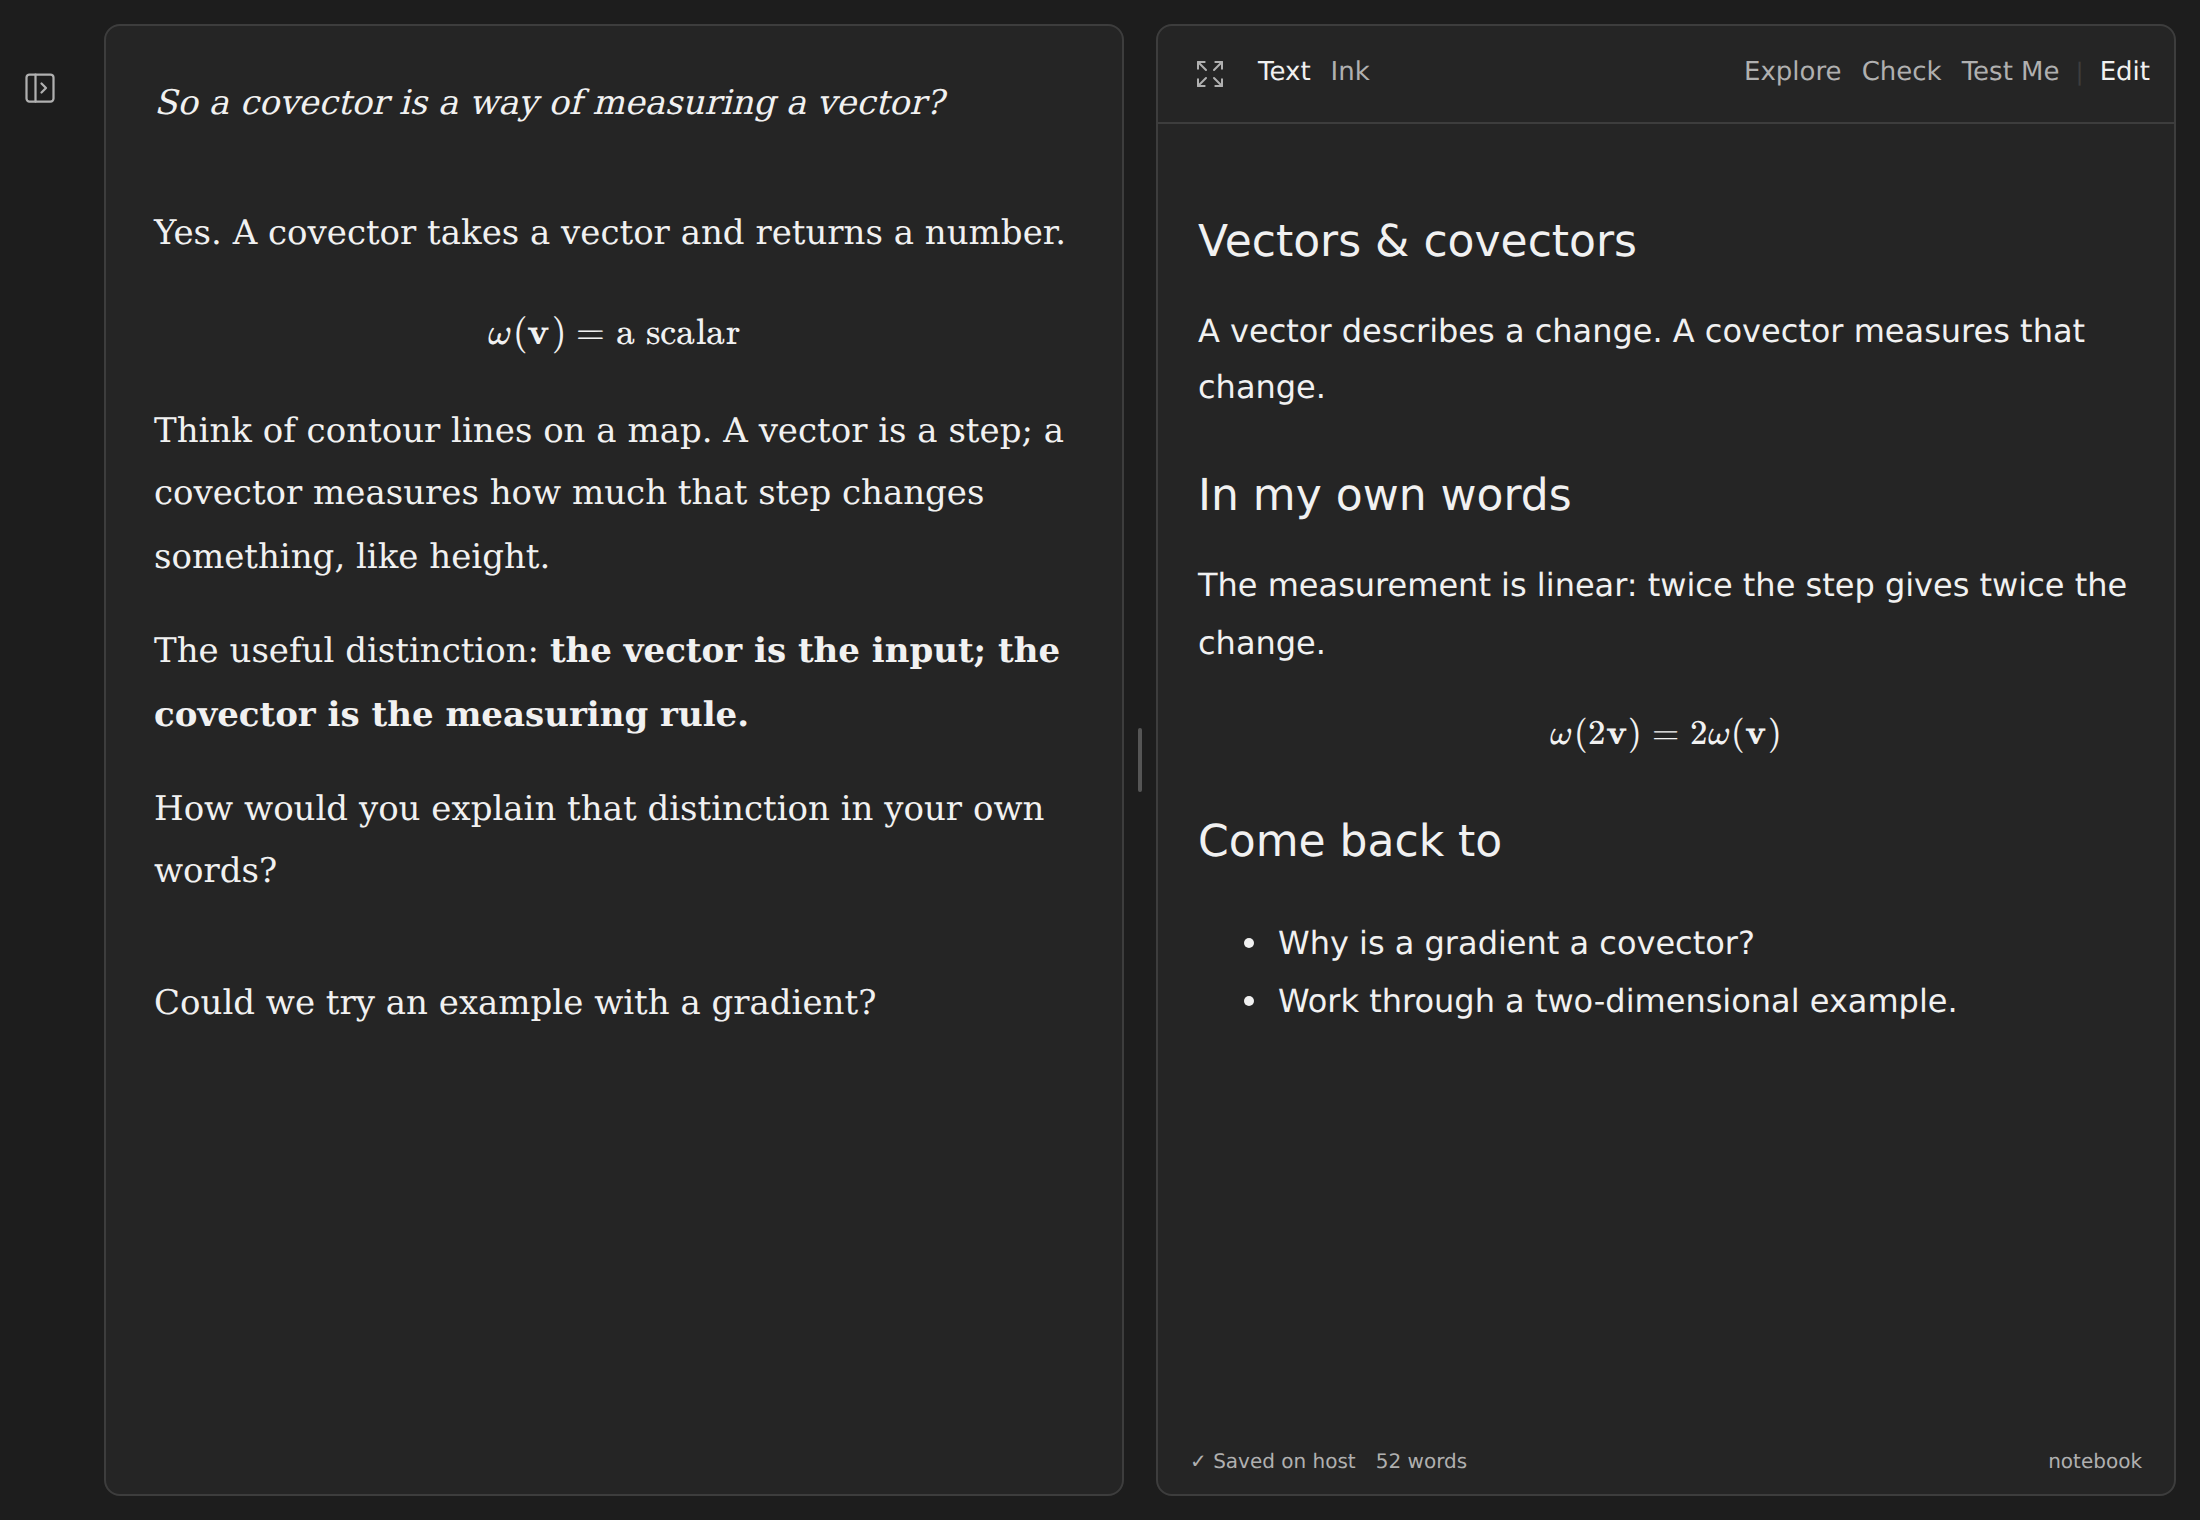 So a covector is a way of measuring a vector?
Yes. A covector takes a vector and returns a number.
ω(v) = a scalar
Think of contour lines on a map. A vector is a step; a
covector measures how much that step changes
something, like height.
The useful distinction: the vector is the input; the
covector is the measuring rule.
How would you explain that distinction in your own
words?
Could we try an example with a gradient?
Text Ink
Explore Check Test Me | Edit
Vectors & covectors
A vector describes a change. A covector measures that
change.
In my own words
The measurement is linear: twice the step gives twice the
change.
ω(2v) = 2ω(v)
Come back to
• Why is a gradient a covector?
• Work through a two-dimensional example.
✓ Saved on host 52 words
notebook